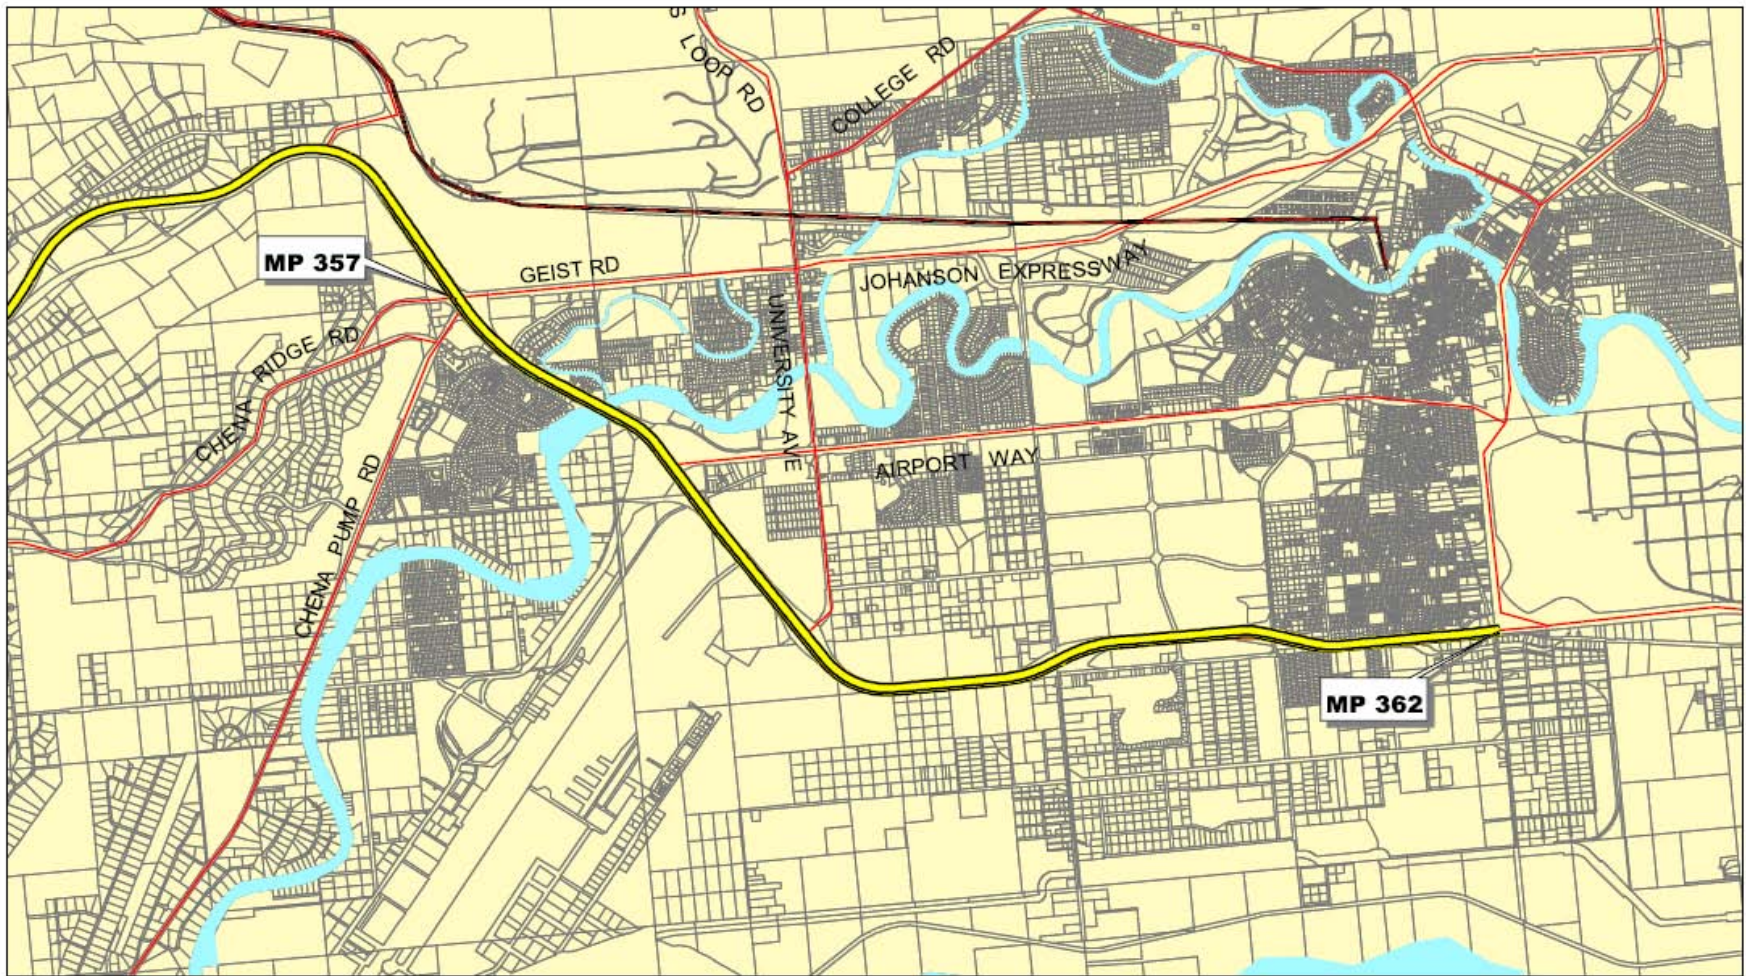 S LOOP RD
COLLEGE RD
MP 357
GEIST RD
JOHANSON EXPRESSWAY
UNIVERSITY AVE
CHENA RIDGE RD
AIRPORT WAY
CHENA PUMP RD
MP 362